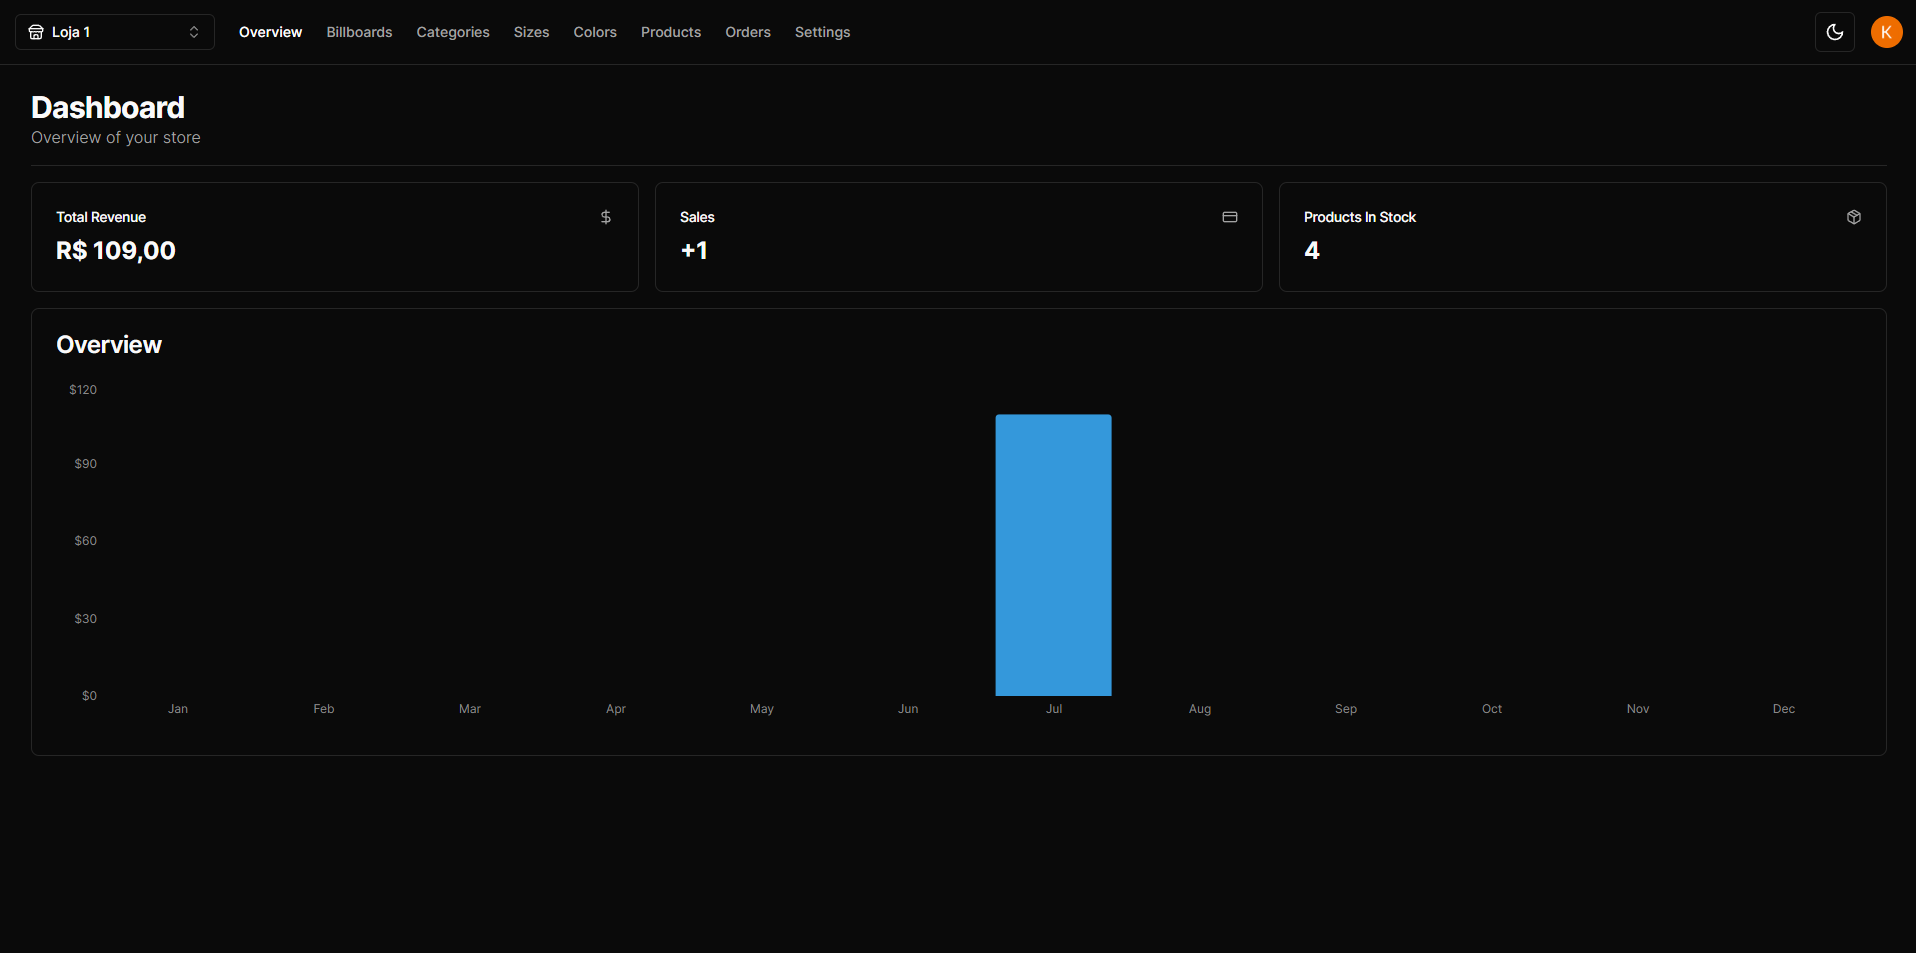 Loja 1 Overview Billboards Categories Sizes Colors Products Orders Settings K
Dashboard
Overview of your store
Total Revenue
R$ 109,00
Sales
+1
Products In Stock
4
Overview
$120
$90
$60
$30
$0
Jan Feb Mar Apr May Jun Jul Aug Sep Oct Nov Dec